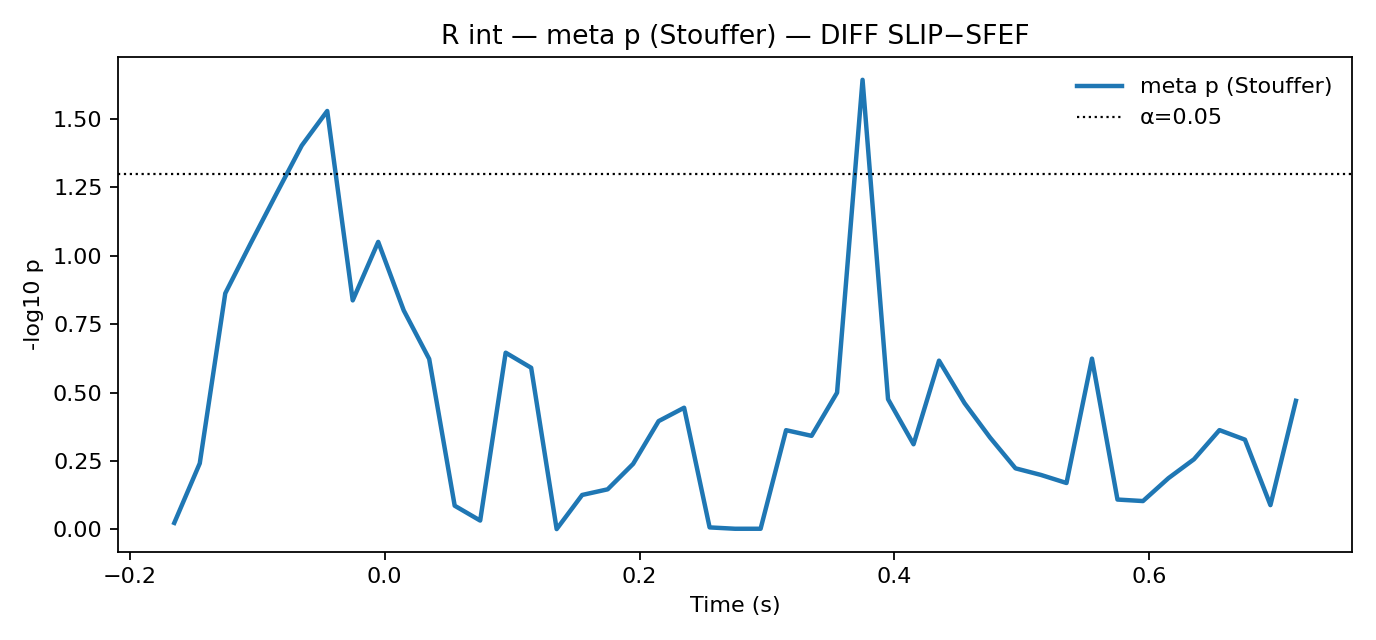 R int — meta p (Stouffer) — DIFF SLIP−SFEF
meta p (Stouffer)
α=0.05
-log10 p
1.50
1.25
1.00
0.75
0.50
0.25
0.00
−0.2 0.0 0.2 0.4 0.6
Time (s)